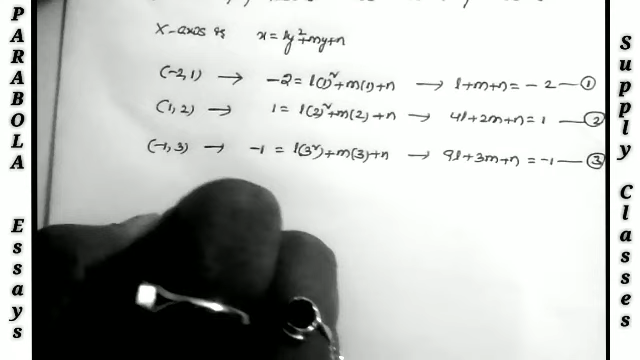 PARABOLA Essays
X-axis is x = ly²+my+n
(-2,1) → -2 = l(1)²+m(1)+n → l+m+n = -2 — ①
(1,2) → 1 = l(2)²+m(2)+n → 4l+2m+n = 1 — ②
(-1,3) → -1 = l(3²)+m(3)+n → 9l+3m+n = -1 — ③
Supply Classes